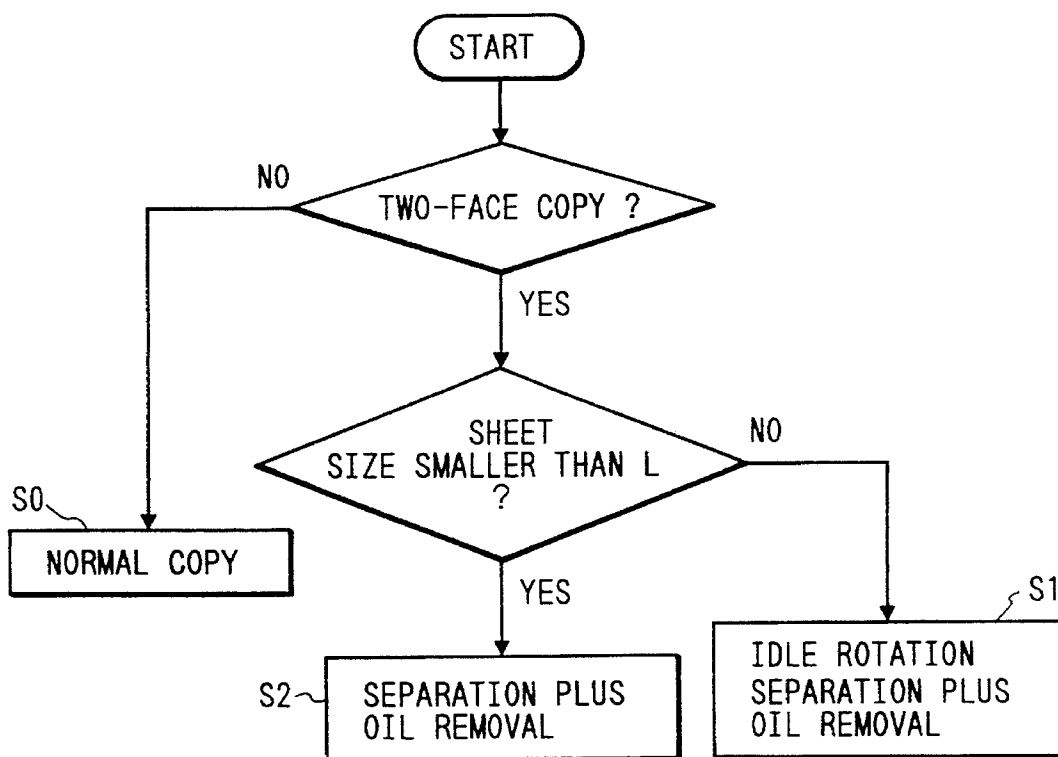 START
NO
TWO-FACE COPY ?
YES
SHEET
SIZE SMALLER THAN L
?
NO
S0
NORMAL COPY
YES
S1
IDLE ROTATION
SEPARATION PLUS
OIL REMOVAL
S2
SEPARATION PLUS
OIL REMOVAL